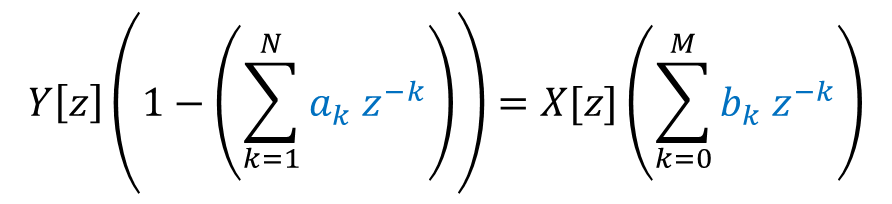 Y[z] ( 1 − ( ∑_{k=1}^{N} a_k z^{−k} ) ) = X[z] ( ∑_{k=0}^{M} b_k z^{−k} )